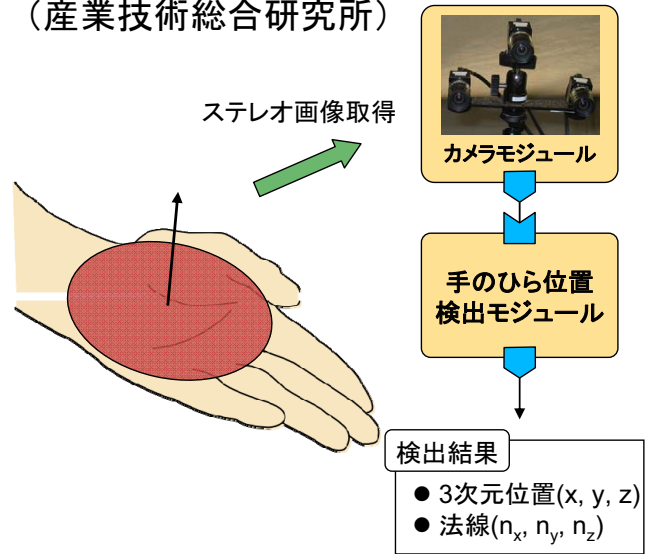 （産業技術総合研究所）
ステレオ画像取得
カメラモジュール
手のひら位置
検出モジュール
検出結果
● 3次元位置(x, y, z)
● 法線(nx, ny, nz)